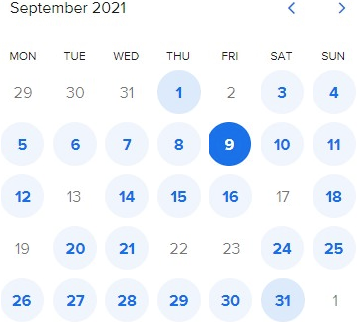 September 2021
MON TUE WED THU FRI SAT SUN
29 30 31 1 2 3 4
5 6 7 8 9 10 11
12 13 14 15 16 17 18
19 20 21 22 23 24 25
26 27 28 29 30 31 1